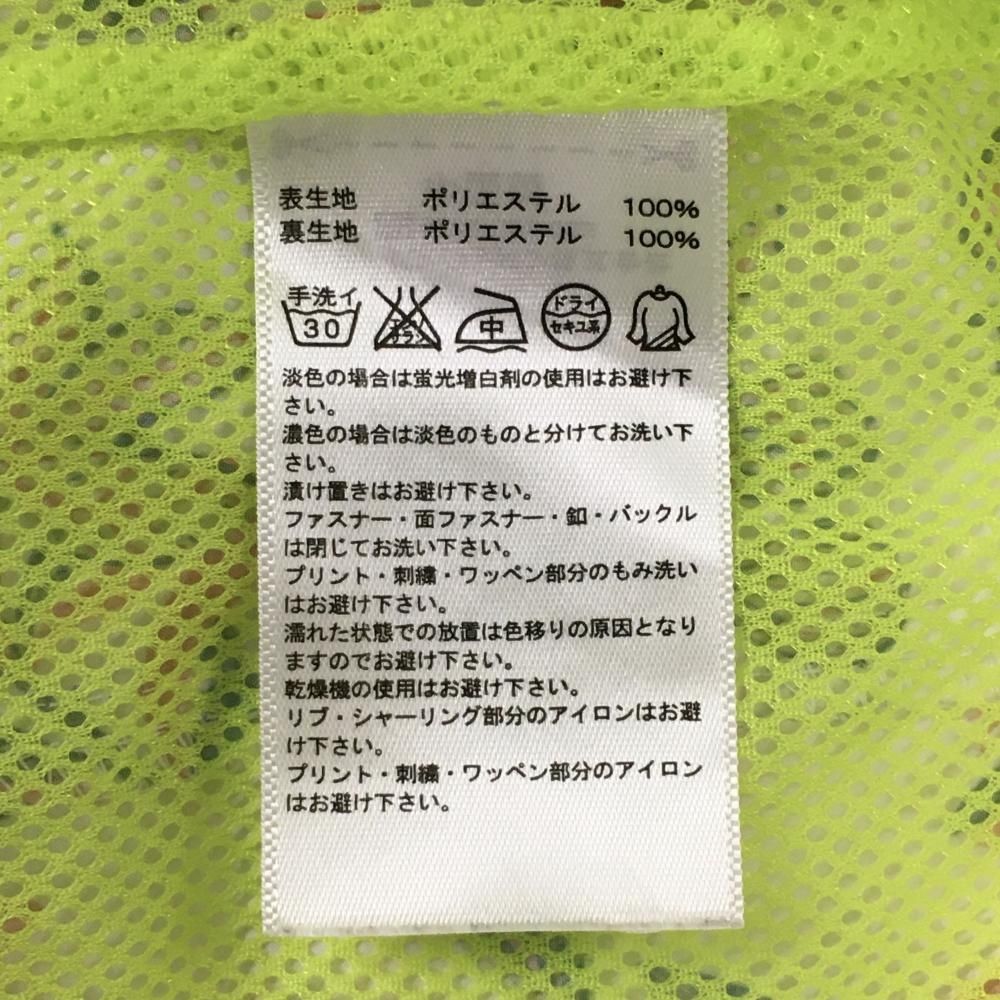 表生地 ポリエステル 100%
裏生地 ポリエステル 100%
手洗イ 30 エンソサラシ 中 ドライ セキユ系
淡色の場合は蛍光増白剤の使用はお避け下
さい。
濃色の場合は淡色のものと分けてお洗い下
さい。
漬け置きはお避け下さい。
ファスナー・面ファスナー・釦・バックル
は閉じてお洗い下さい。
プリント・刺繍・ワッペン部分のもみ洗い
はお避け下さい。
濡れた状態での放置は色移りの原因となり
ますのでお避け下さい。
乾燥機の使用はお避け下さい。
リブ・シャーリング部分のアイロンはお避
け下さい。
プリント・刺繍・ワッペン部分のアイロン
はお避け下さい。